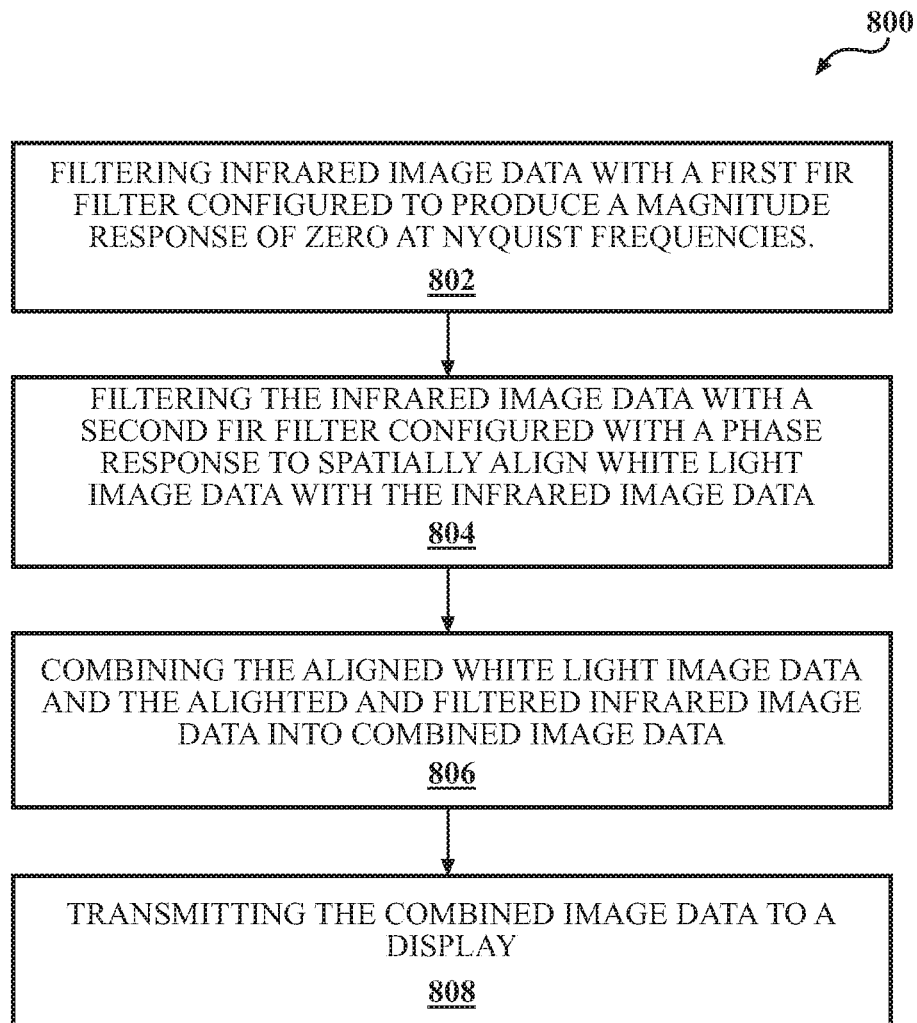 800
FILTERING INFRARED IMAGE DATA WITH A FIRST FIR
FILTER CONFIGURED TO PRODUCE A MAGNITUDE
RESPONSE OF ZERO AT NYQUIST FREQUENCIES.
802
FILTERING THE INFRARED IMAGE DATA WITH A
SECOND FIR FILTER CONFIGURED WITH A PHASE
RESPONSE TO SPATIALLY ALIGN WHITE LIGHT
IMAGE DATA WITH THE INFRARED IMAGE DATA
804
COMBINING THE ALIGNED WHITE LIGHT IMAGE DATA
AND THE ALIGHTED AND FILTERED INFRARED IMAGE
DATA INTO COMBINED IMAGE DATA
806
TRANSMITTING THE COMBINED IMAGE DATA TO A
DISPLAY
808